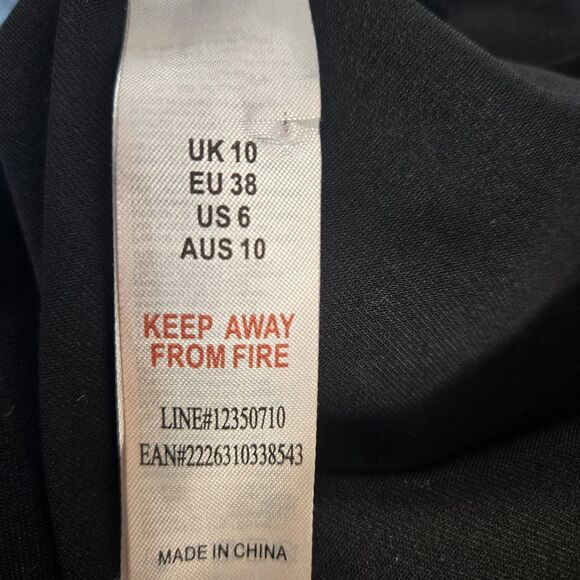 UK 10
EU 38
US 6
AUS 10
KEEP AWAY
FROM FIRE
LINE#12350710
EAN#2226310338543
MADE IN CHINA